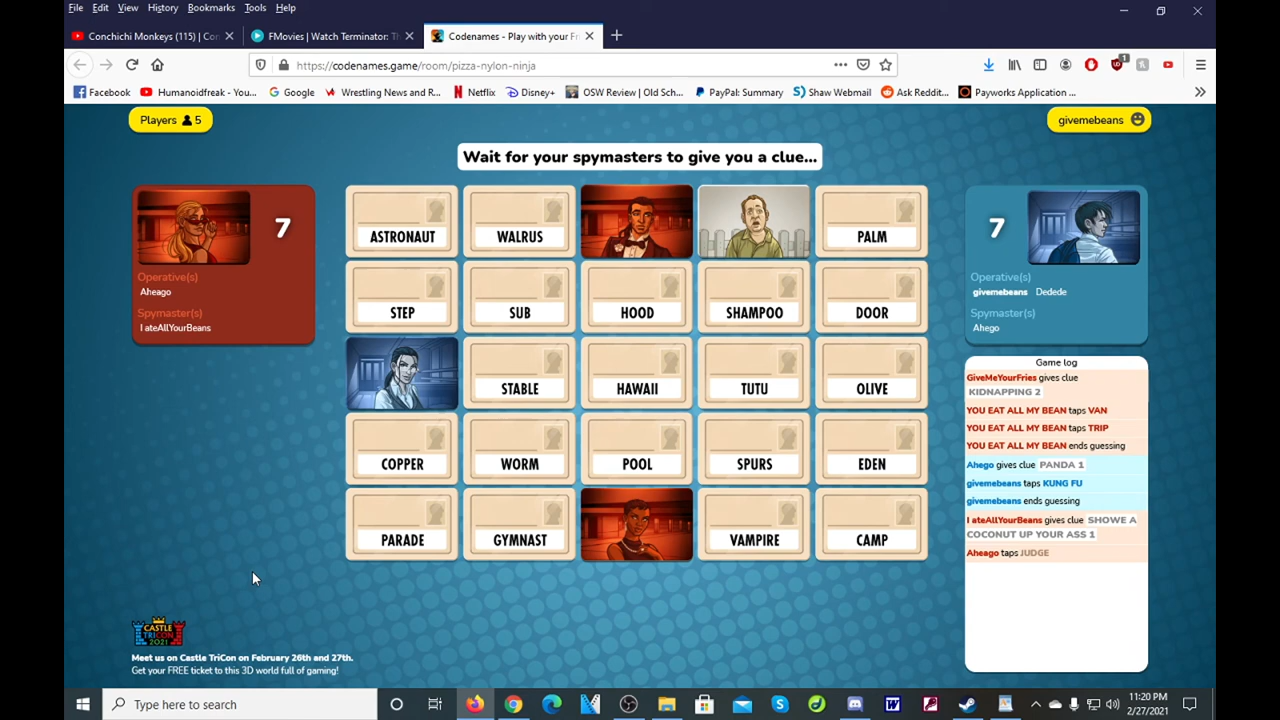 File Edit View History Bookmarks Tools Help
Conchichi Monkeys (115) | Con
FMovies | Watch Terminator: Th
Codenames - Play with your Fri
https://codenames.game/room/pizza-nylon-ninja
Facebook Humanoidfreak - You... Google Wrestling News and R... Netflix Disney+ OSW Review | Old Sch... PayPal: Summary Shaw Webmail Ask Reddit... Payworks Application ...
Players 5
givemebeans
Wait for your spymasters to give you a clue...
7
Operative(s)
Aheago
Spymaster(s)
I ateAllYourBeans
ASTRONAUT WALRUS PALM
STEP SUB HOOD SHAMPOO DOOR
STABLE HAWAII TUTU OLIVE
COPPER WORM POOL SPURS EDEN
PARADE GYMNAST VAMPIRE CAMP
7
Operative(s)
givemebeans Dedede
Spymaster(s)
Ahego
Game log
GiveMeYourFries gives clue
KIDNAPPING 2
YOU EAT ALL MY BEAN taps VAN
YOU EAT ALL MY BEAN taps TRIP
YOU EAT ALL MY BEAN ends guessing
Ahego gives clue PANDA 1
givemebeans taps KUNG FU
givemebeans ends guessing
I ateAllYourBeans gives clue SHOWE A
COCONUT UP YOUR ASS 1
Aheago taps JUDGE
CASTLE
TRICON
2021
Meet us on Castle TriCon on February 26th and 27th.
Get your FREE ticket to this 3D world full of gaming!
Type here to search
11:20 PM
2/27/2021